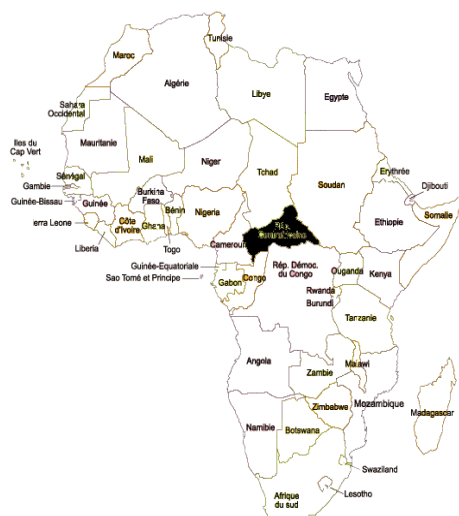 Tunisie
Maroc
Algérie
Libye
Egypte
Sahara
Occidental
Iles du
Cap Vert
Mauritanie
Mali
Niger
Tchad
Soudan
Erythrée
Djibouti
Sénégal
Gambie
Guinée-Bissau
Guinée
Burkina
Faso
Bénin
Nigeria
Ethiopie
Somalie
erra Leone
Côte
d'Ivoire
Ghana
Liberia
Togo
Cameroun
Rép.
Guinée-Equatoriale
Sao Tomé et Principe
Gabon
Congo
Rép. Démoc.
du Congo
Ouganda
Kenya
Rwanda
Burundi
Tanzanie
Angola
Zambie
Malawi
Mozambique
Madagascar
Zimbabwe
Namibie
Botswana
Swaziland
Lesotho
Afrique
du sud